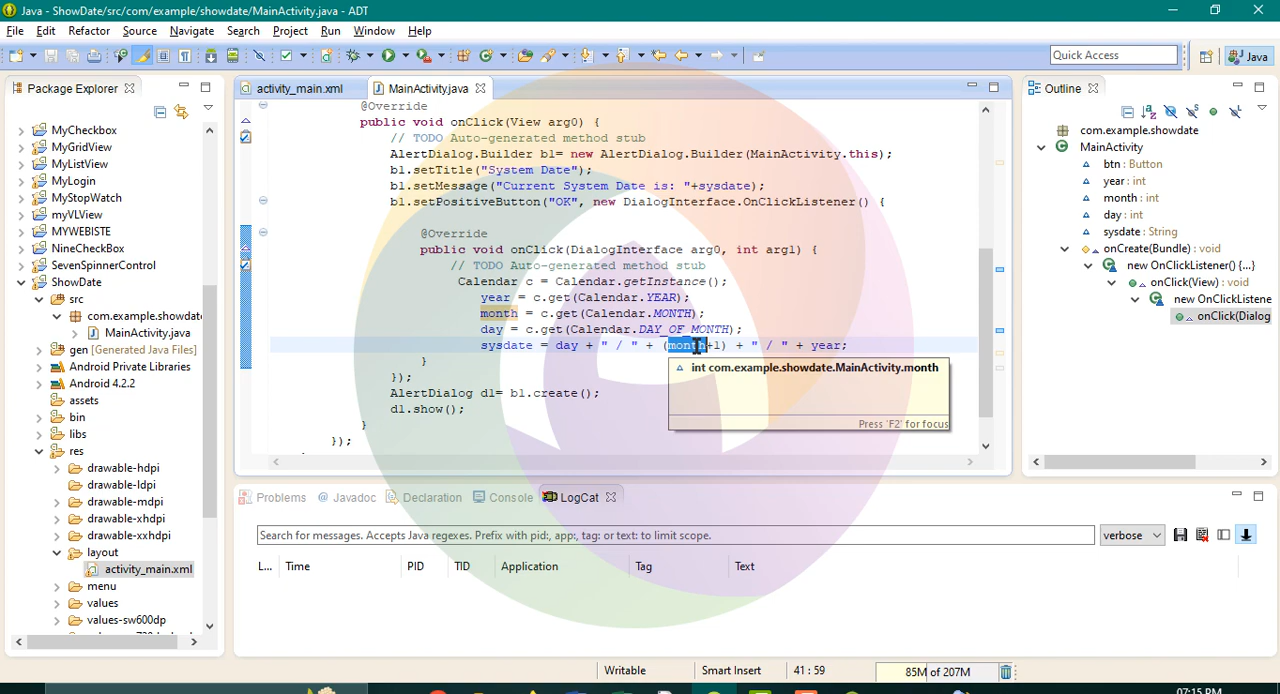 Java - ShowDate/src/com/example/showdate/MainActivity.java - ADT
File Edit Refactor Source Navigate Search Project Run Window Help
Quick Access
Java
Package Explorer
MyCheckbox
MyGridView
MyListView
MyLogin
MyStopWatch
myVLView
MYWEBISTE
NineCheckBox
SevenSpinnerControl
ShowDate
src
com.example.showdate
MainActivity.java
gen [Generated Java Files]
Android Private Libraries
Android 4.2.2
assets
bin
libs
res
drawable-hdpi
drawable-ldpi
drawable-mdpi
drawable-xhdpi
drawable-xxhdpi
layout
activity_main.xml
menu
values
values-sw600dp
activity_main.xml
MainActivity.java
@Override
public void onClick(View arg0) {
// TODO Auto-generated method stub
AlertDialog.Builder bl= new AlertDialog.Builder(MainActivity.this);
bl.setTitle("System Date");
bl.setMessage("Current System Date is: "+sysdate);
bl.setPositiveButton("OK", new DialogInterface.OnClickListener() {
@Override
public void onClick(DialogInterface arg0, int arg1) {
// TODO Auto-generated method stub
Calendar c = Calendar.getInstance();
year = c.get(Calendar.YEAR);
month = c.get(Calendar.MONTH);
day = c.get(Calendar.DAY_OF_MONTH);
sysdate = day + " / " + (month+1) + " / " + year;
}
});
AlertDialog dl= bl.create();
dl.show();
}
});
int com.example.showdate.MainActivity.month
Press 'F2' for focus
Outline
com.example.showdate
MainActivity
btn : Button
year : int
month : int
day : int
sysdate : String
onCreate(Bundle) : void
new OnClickListener() {...}
onClick(View) : void
new OnClickListene
onClick(Dialog
Problems @ Javadoc Declaration Console LogCat
Search for messages. Accepts Java regexes. Prefix with pid:, app:, tag: or text: to limit scope.
verbose
L... Time PID TID Application Tag Text
Writable Smart Insert 41 : 59 85M of 207M
07:15 PM